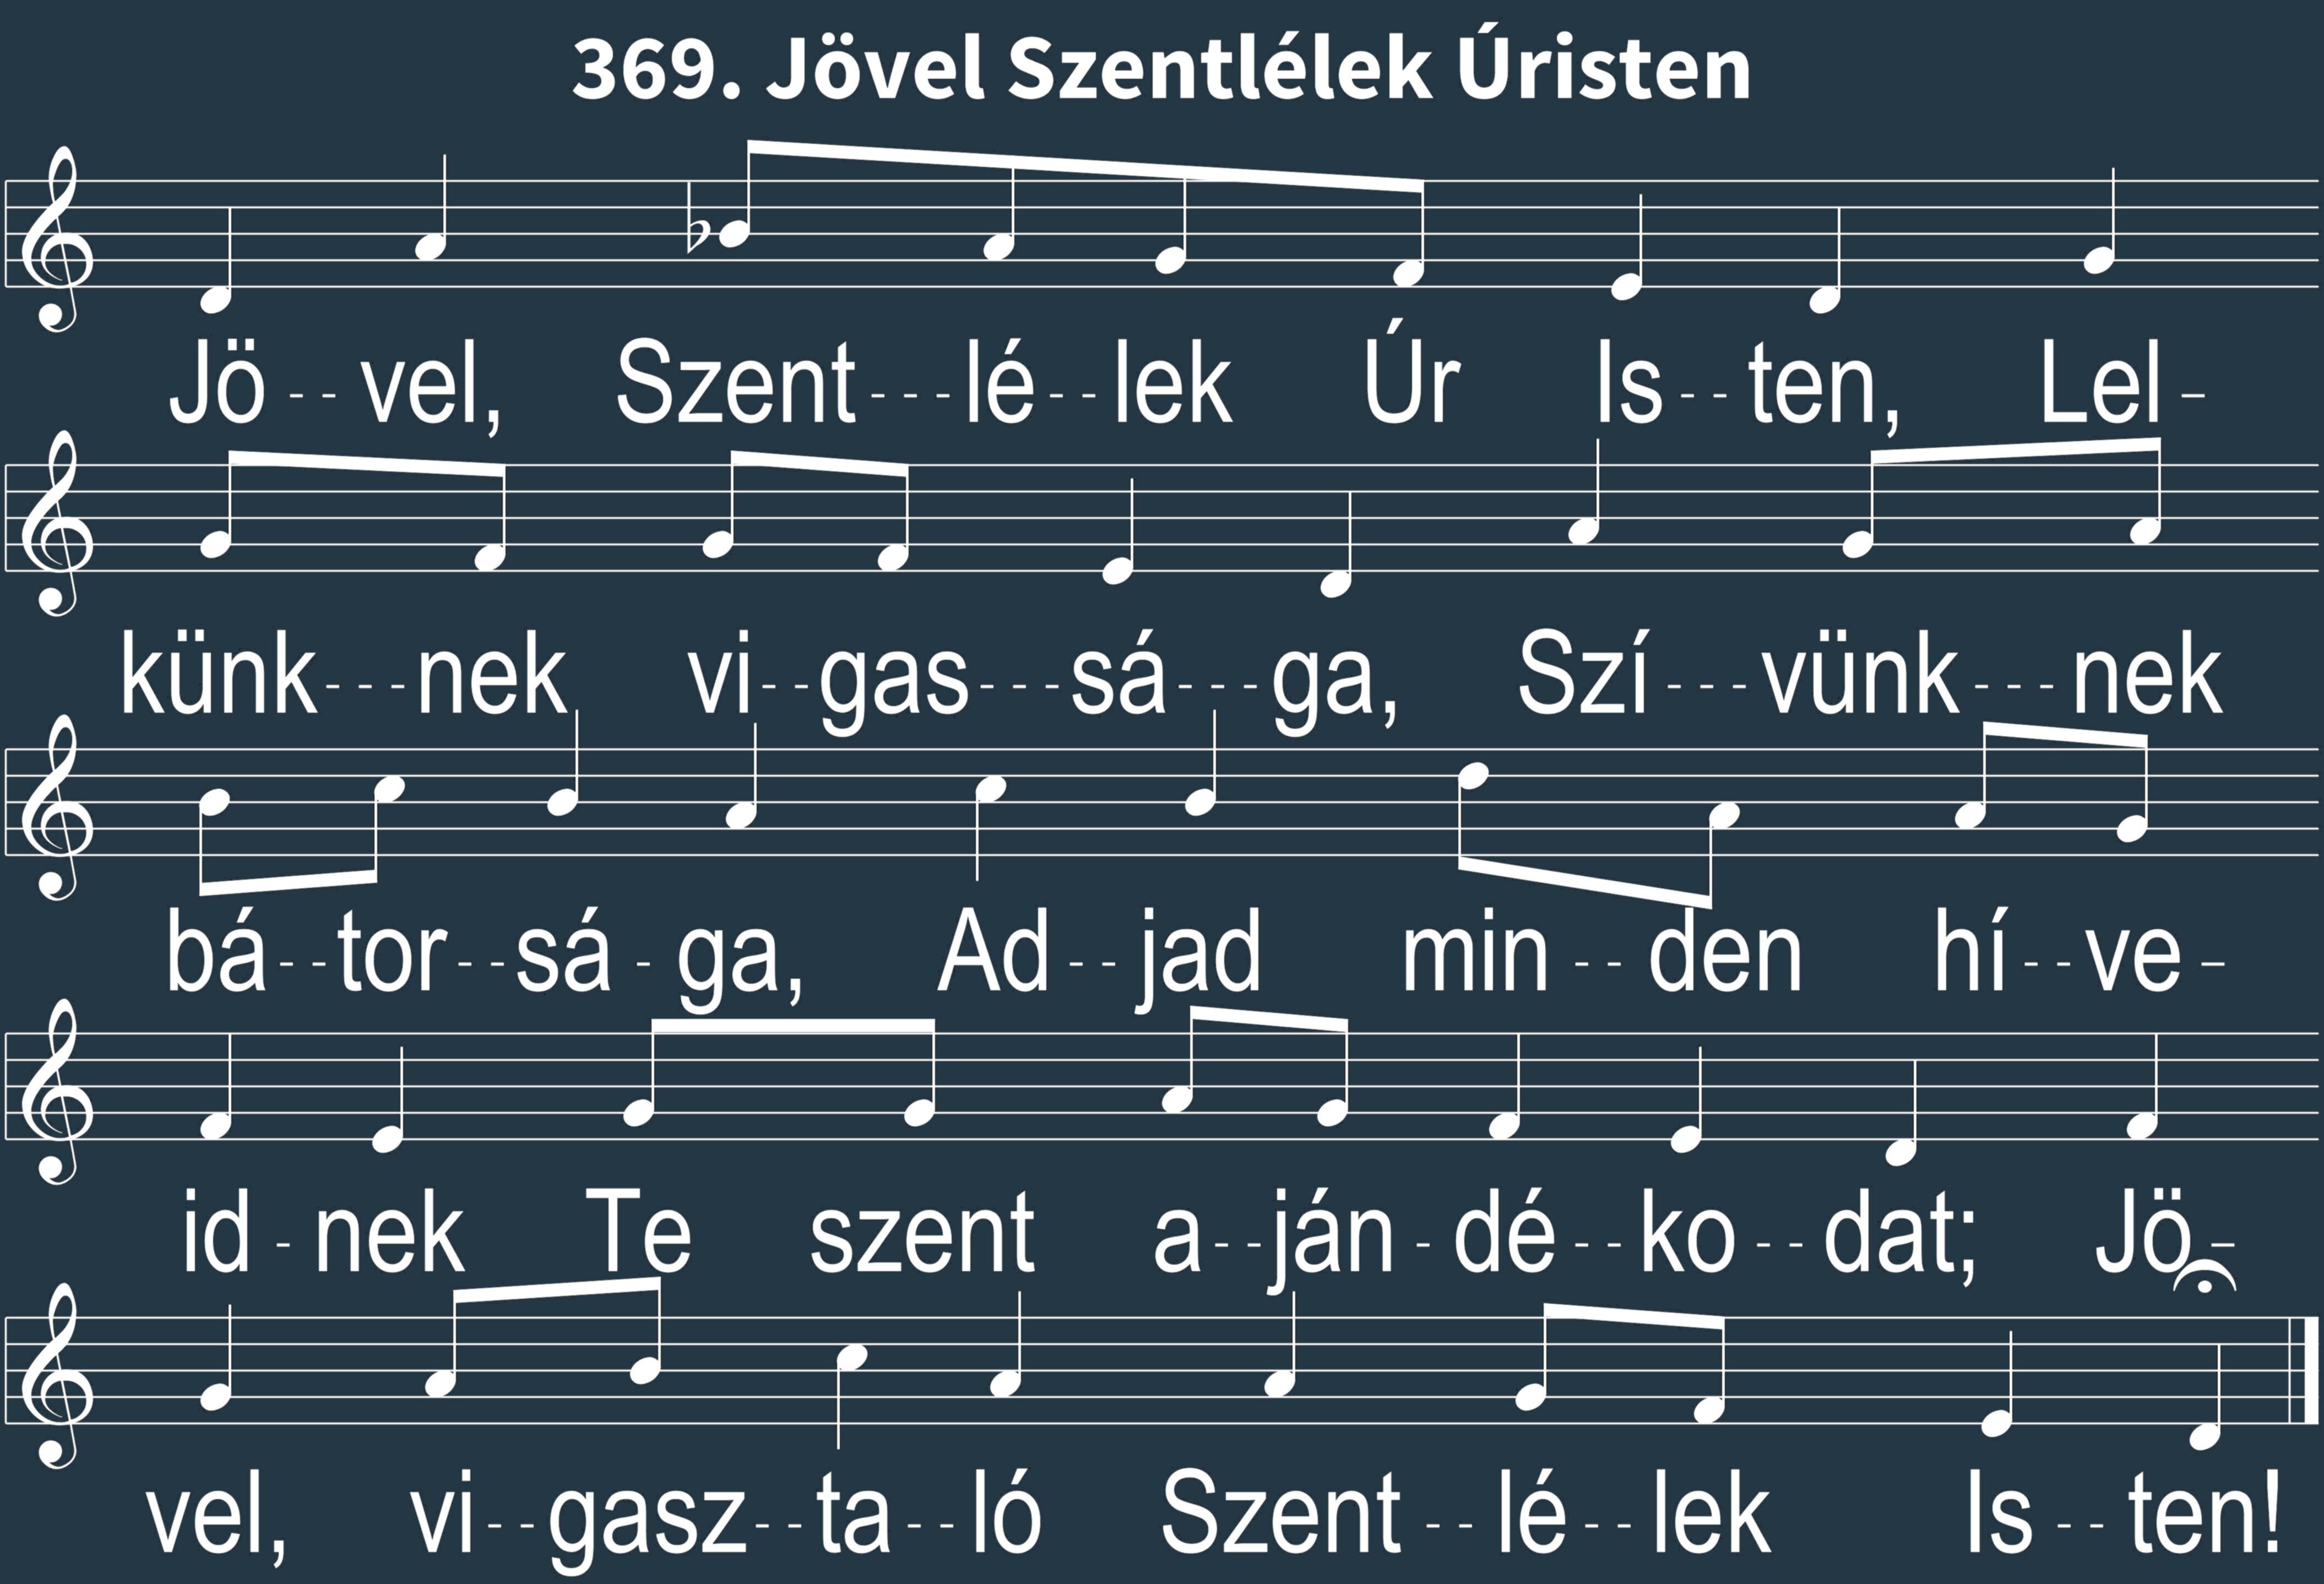 369. Jövel Szentlélek Úristen
Jö--vel, Szent---lé--lek Úr Is--ten, Lel-
künk---nek vi--gas---sá---ga, Szí---vünk---nek
bá--tor--sá-ga, Ad--jad min--den hí--ve-
id-nek Te szent a--ján-dé--ko--dat; Jö-
vel, vi--gasz--ta--ló Szent--lé--lek Is--ten!